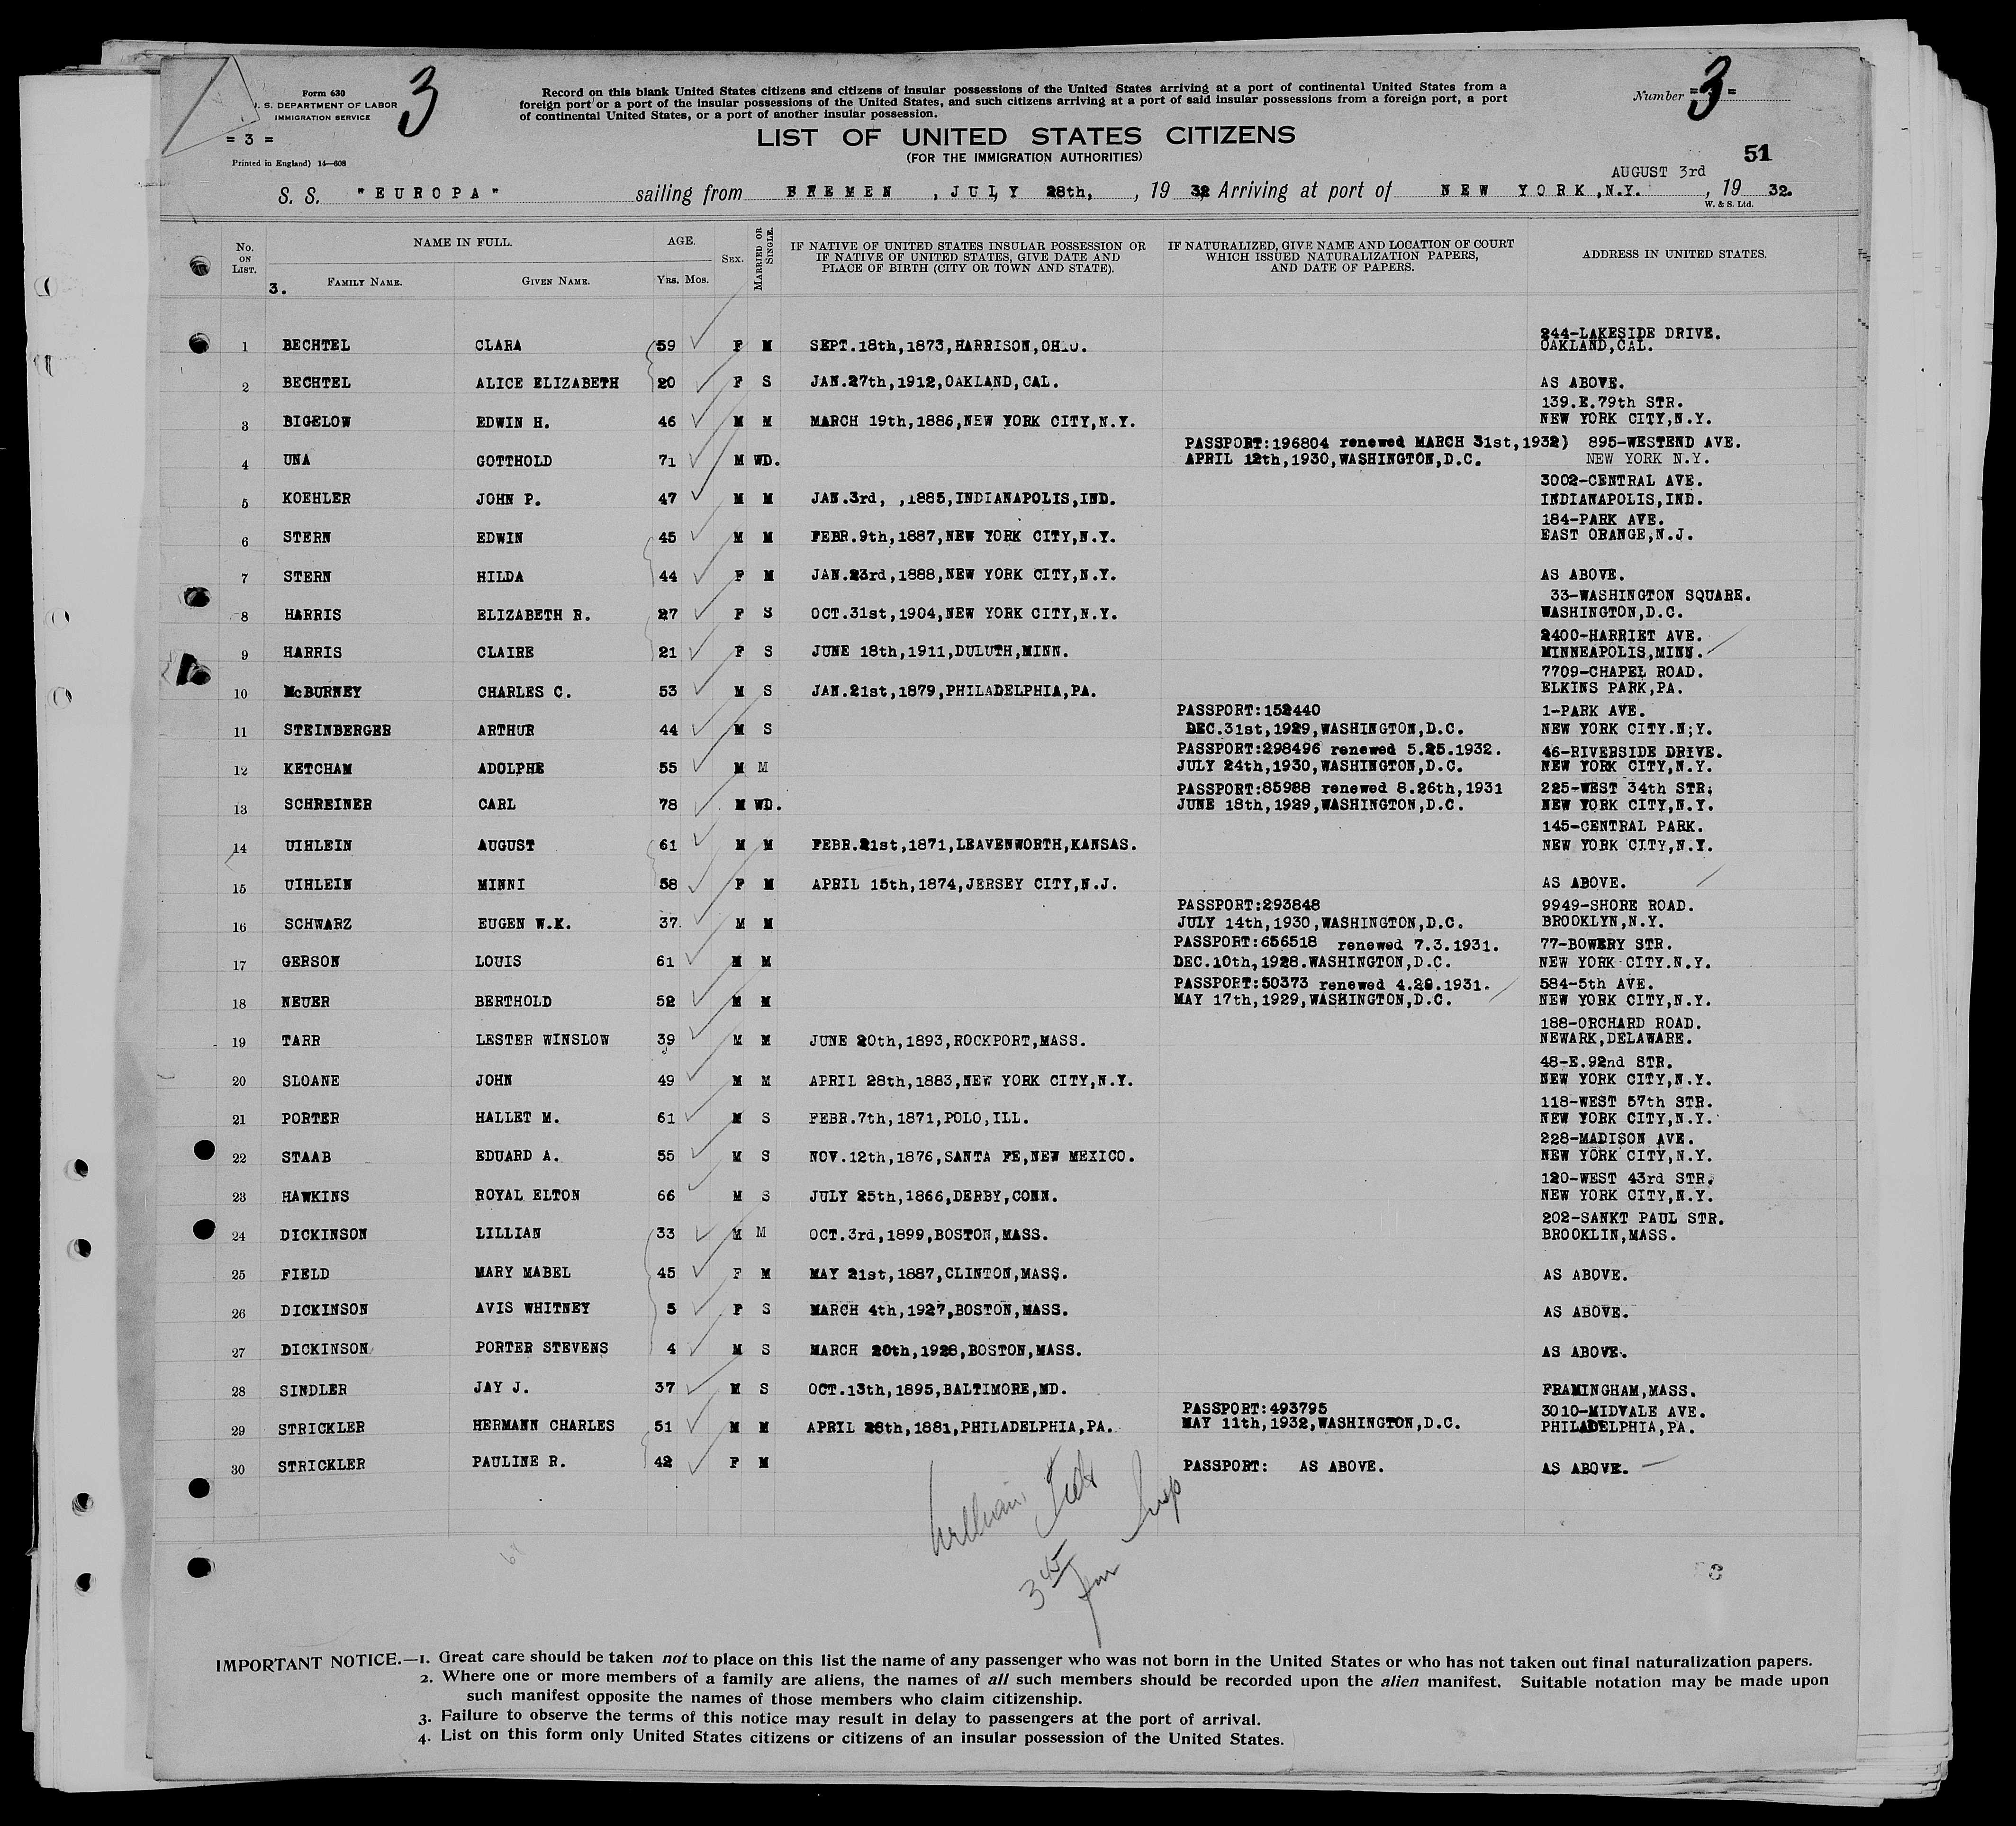 3
Form 630
U. S. DEPARTMENT OF LABOR
IMMIGRATION SERVICE
= 3 =
Printed in England) 14—608
Record on this blank United States citizens and citizens of insular possessions of the United States arriving at a port of continental United States from a
foreign port or a port of the insular possessions of the United States, and such citizens arriving at a port of said insular possessions from a foreign port, a port
of continental United States, or a port of another insular possession.
Number =3=
LIST OF UNITED STATES CITIZENS
(FOR THE IMMIGRATION AUTHORITIES)
51
AUGUST 3rd
S. S. "EUROPA" sailing from BREMEN, JULY 28th, , 19 32, Arriving at port of NEW YORK, N.Y. , 19 32.
W. & S. Ltd.
No. ON LIST. NAME IN FULL. AGE. SEX. MARRIED OR SINGLE. IF NATIVE OF UNITED STATES INSULAR POSSESSION OR IF NATIVE OF UNITED STATES, GIVE DATE AND PLACE OF BIRTH (CITY OR TOWN AND STATE). IF NATURALIZED, GIVE NAME AND LOCATION OF COURT WHICH ISSUED NATURALIZATION PAPERS, AND DATE OF PAPERS. ADDRESS IN UNITED STATES.
3. FAMILY NAME. GIVEN NAME. YRS. MOS.
244-LAKESIDE DRIVE.
1 BECHTEL CLARA 59 F M SEPT.18th,1873,HARRISON,OHIO. OAKLAND,CAL.
2 BECHTEL ALICE ELIZABETH 20 F S JAN.27th,1912,OAKLAND,CAL. AS ABOVE.
139.E.79th STR.
3 BIGELOW EDWIN H. 46 M M MARCH 19th,1886,NEW YORK CITY,N.Y. NEW YORK CITY,N.Y.
PASSPORT:196804 renewed MARCH 31st,1932) 895-WESTEND AVE.
4 UNA GOTTHOLD 71 M WD. APRIL 12th,1930,WASHINGTON,D.C. NEW YORK N.Y.
3002-CENTRAL AVE.
5 KOEHLER JOHN P. 47 M M JAN.3rd, ,1885,INDIANAPOLIS,IND. INDIANAPOLIS,IND.
184-PARK AVE.
6 STERN EDWIN 45 M M FEBR.9th,1887,NEW YORK CITY,N.Y. EAST ORANGE,N.J.
7 STERN HILDA 44 F M JAN.23rd,1888,NEW YORK CITY,N.Y. AS ABOVE.
33-WASHINGTON SQUARE.
8 HARRIS ELIZABETH R. 27 F S OCT.31st,1904,NEW YORK CITY,N.Y. WASHINGTON,D.C.
2400-HARRIET AVE.
9 HARRIS CLAIRE 21 F S JUNE 18th,1911,DULUTH,MINN. MINNEAPOLIS,MINN.
7709-CHAPEL ROAD.
10 McBURNEY CHARLES C. 53 M S JAN.21st,1879,PHILADELPHIA,PA. ELKINS PARK,PA.
PASSPORT:152440 1-PARK AVE.
11 STEINBERGER ARTHUR 44 M S DEC.31st,1929,WASHINGTON,D.C. NEW YORK CITY.N;Y.
PASSPORT:298496 renewed 5.25.1932. 46-RIVERSIDE DRIVE.
12 KETCHAM ADOLPHE 55 M M JULY 24th,1930,WASHINGTON,D.C. NEW YORK CITY,N.Y.
PASSPORT:85988 renewed 8.26th,1931 225-WEST 34th STR;
13 SCHREINER CARL 78 M WD. JUNE 18th,1929,WASHINGTON,D.C. NEW YORK CITY,N.Y.
145-CENTRAL PARK.
14 UIHLEIN AUGUST 61 M M FEBR.21st,1871,LEAVENWORTH,KANSAS. NEW YORK CITY,N.Y.
15 UIHLEIN MINNI 58 F M APRIL 15th,1874,JERSEY CITY,N.J. AS ABOVE.
PASSPORT:293848 9949-SHORE ROAD.
16 SCHWARZ EUGEN W.K. 37. M M JULY 14th,1930,WASHINGTON,D.C. BROOKLYN,N.Y.
PASSPORT:656518 renewed 7.3.1931. 77-BOWERY STR.
17 GERSON LOUIS 61 M M DEC.10th,1928.WASHINGTON,D.C. NEW YORK CITY.N.Y.
PASSPORT:50373 renewed 4.29.1931. 584-5th AVE.
18 NEUER BERTHOLD 52 M M MAY 17th,1929,WASHINGTON,D.C. NEW YORK CITY,N.Y.
188-ORCHARD ROAD.
19 TARR LESTER WINSLOW 39 M M JUNE 20th,1893,ROCKPORT,MASS. NEWARK,DELAWARE.
48-E.92nd STR.
20 SLOANE JOHN 49 M M APRIL 28th,1883,NEW YORK CITY,N.Y. NEW YORK CITY,N.Y.
118-WEST 57th STR.
21 PORTER HALLET M. 61 M S FEBR.7th,1871,POLO,ILL. NEW YORK CITY,N.Y.
228-MADISON AVE.
22 STAAB EDUARD A. 55 M S NOV.12th,1876,SANTA FE,NEW MEXICO. NEW YORK CITY,N.Y.
120-WEST 43rd STR.
23 HAWKINS ROYAL ELTON 66 M S JULY 25th,1866,DERBY,CONN. NEW YORK CITY,N.Y.
202-SANKT PAUL STR.
24 DICKINSON LILLIAN 33 M M OCT.3rd,1899,BOSTON,MASS. BROOKLIN,MASS.
25 FIELD MARY MABEL 45 F M MAY 21st,1887,CLINTON,MASS. AS ABOVE.
26 DICKINSON AVIS WHITNEY 5 F S MARCH 4th,1927,BOSTON,MASS. AS ABOVE.
27 DICKINSON PORTER STEVENS 4 M S MARCH 20th,1928,BOSTON,MASS. AS ABOVE.
28 SINDLER JAY J. 37 M S OCT.13th,1895,BALTIMORE,MD. FRAMINGHAM,MASS.
PASSPORT:493795 3010-MIDVALE AVE.
29 STRICKLER HERMANN CHARLES 51 M M APRIL 28th,1881,PHILADELPHIA,PA. MAY 11th,1932,WASHINGTON,D.C. PHILADELPHIA,PA.
30 STRICKLER PAULINE R. 42 F M PASSPORT: AS ABOVE. AS ABOVE.
William Insp
3 45 pm
IMPORTANT NOTICE.—1. Great care should be taken not to place on this list the name of any passenger who was not born in the United States or who has not taken out final naturalization papers.
2. Where one or more members of a family are aliens, the names of all such members should be recorded upon the alien manifest. Suitable notation may be made upon
such manifest opposite the names of those members who claim citizenship.
3. Failure to observe the terms of this notice may result in delay to passengers at the port of arrival.
4. List on this form only United States citizens or citizens of an insular possession of the United States.